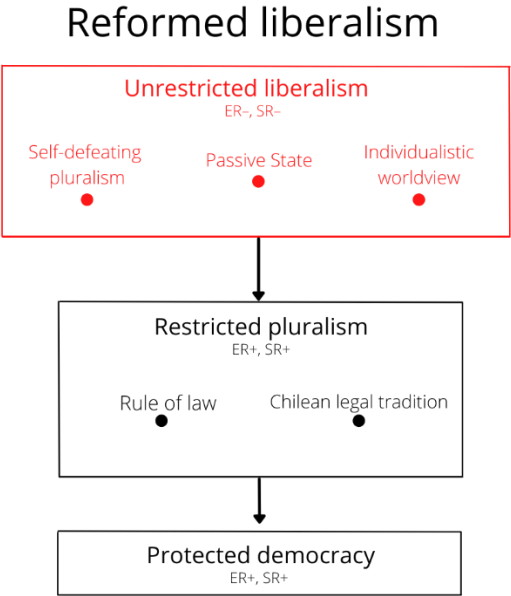 Reformed liberalism
Unrestricted liberalism
ER–, SR–
Self-defeating
pluralism
Passive State
Individualistic
worldview
Restricted pluralism
ER+, SR+
Rule of law
Chilean legal tradition
Protected democracy
ER+, SR+